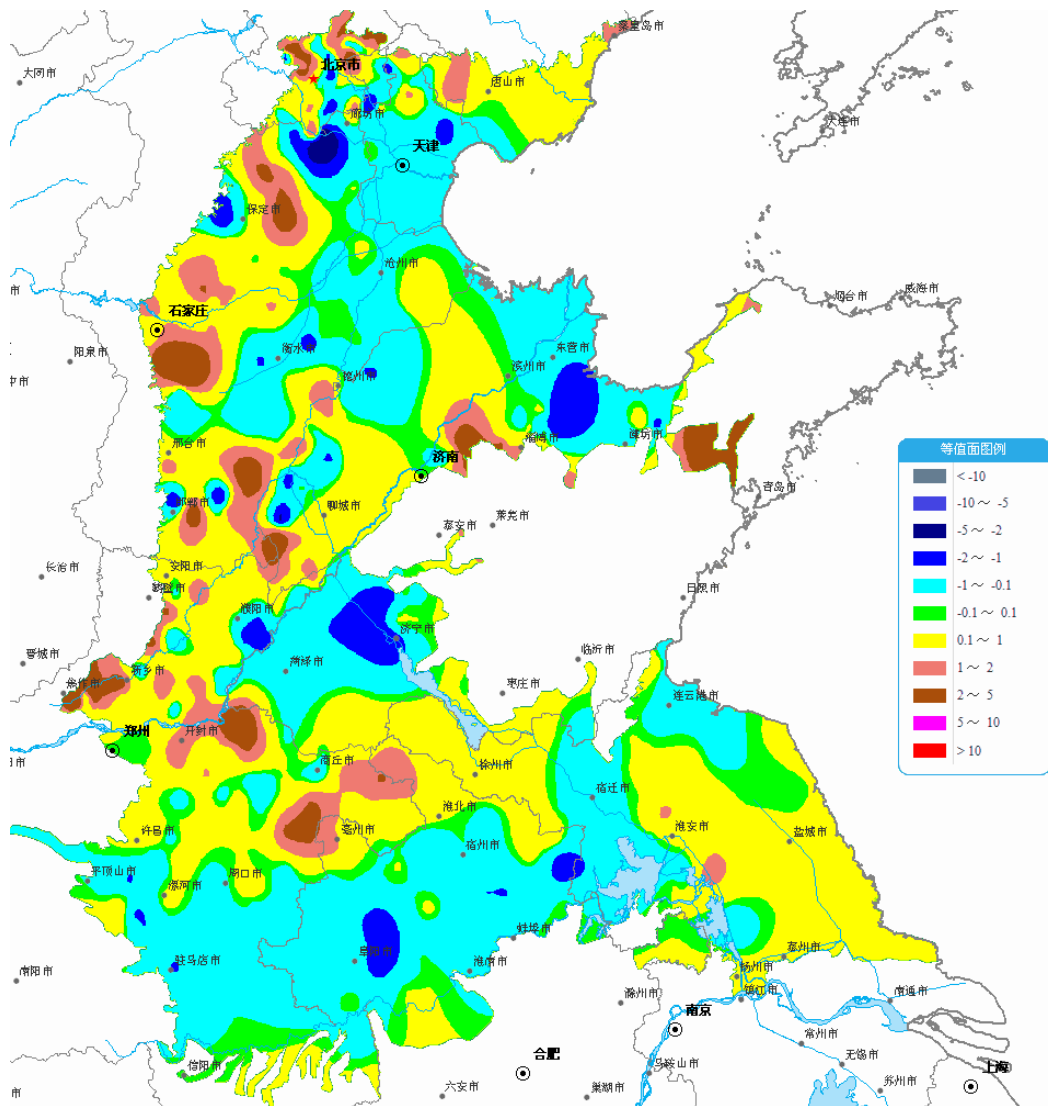 秦皇岛市
大同市
北京市
唐山市
廊坊市
大连市
天津
保定市
沧州市
烟台市
威海市
石家庄
阳泉市
衡水市
东营市
德州市
滨州市
邢台市
淄博市
潍坊市
济南
青岛市
邯郸市
聊城市
莱芜市
泰安市
安阳市
长治市
鹤壁市
日照市
濮阳市
济宁市
晋城市
菏泽市
临沂市
新乡市
焦作市
枣庄市
连云港市
郑州
开封市
商丘市
徐州市
宿迁市
许昌市
亳州市
淮北市
淮安市
盐城市
宿州市
平顶山市
漯河市
周口市
蚌埠市
驻马店市
阜阳市
淮南市
泰州市
扬州市
南阳市
滁州市
镇江市
南通市
南京
常州市
信阳市
合肥
马鞍山市
无锡市
上海
六安市
巢湖市
苏州市
等值面图例
< -10
-10～ -5
-5～ -2
-2～ -1
-1～ -0.1
-0.1～ 0.1
0.1～ 1
1～ 2
2～ 5
5～ 10
> 10